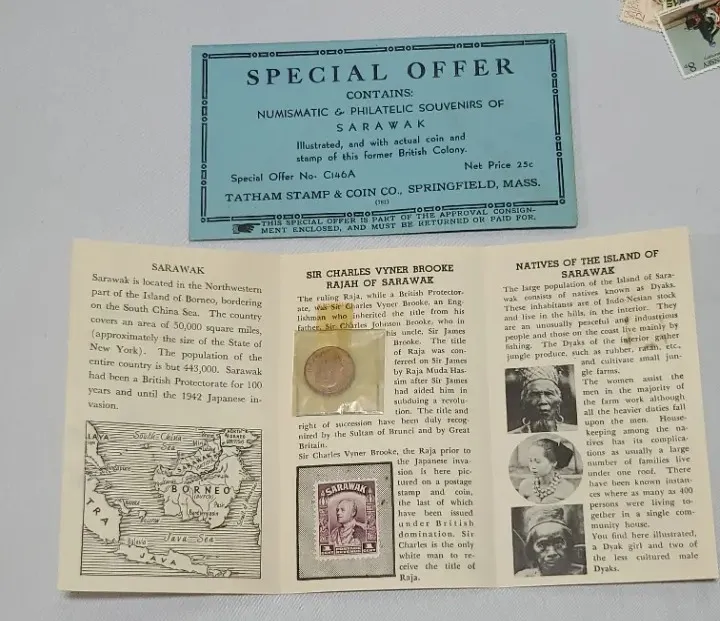 SPECIAL OFFER
CONTAINS:
NUMISMATIC & PHILATELIC SOUVENIRS OF
SARAWAK
Illustrated, and with actual coin and
stamp of this former British Colony.
Special Offer No. C146A
Net Price 25c
TATHAM STAMP & COIN CO., SPRINGFIELD, MASS.
THIS SPECIAL OFFER IS PART OF THE APPROVAL CONSIGN-
MENT ENCLOSED, AND MUST BE RETURNED OR PAID FOR.
SARAWAK
Sarawak is located in the Northwestern
part of the Island of Borneo, bordering
on the South China Sea. The country
covers an area of 50,000 square miles,
(approximately the size of the State of
New York). The population of the
entire country is but 443,000. Sarawak
had been a British Protectorate for 100
years and until the 1942 Japanese in-
vasion.
South China
Sea
SARAWAK
BORNEO
TRA
Java Sea
JAVA
SIR CHARLES VYNER BROOKE
RAJAH OF SARAWAK
The ruling Raja, while a British Protector-
ate, was Sir Charles Vyner Brooke, an Eng-
lishman who inherited the title from his
father, Sir Charles Johnson Brooke, who in
his uncle, Sir James
Brooke. The title
of Raja was con-
ferred on Sir James
by Raja Muda Has-
sim after Sir James
had aided him in
subduing a revolu-
tion. The title and
right of succession have been duly recog-
nized by the Sultan of Brunei and by Great
Britain.
Sir Charles Vyner Brooke, the Raja prior to
the Japanese inva-
sion is here pic-
tured on a postage
stamp and coin,
the last of which
have been issued
under British
domination. Sir
Charles is the only
white man to re-
ceive the title of
Raja.
SARAWAK
NATIVES OF THE ISLAND OF
SARAWAK
The large population of the Island of Sara-
wak consists of natives known as Dyaks.
These inhabitants are of Indo-Nesian stock
and live in the hills, in the interior. They
are an unusually peaceful and industrious
people and those on the coast live mainly by
fishing. The Dyaks of the interior gather
jungle produce, such as rubber, ratan, etc.,
and cultivate small jun-
gle farms.
The women assist the
men in the majority of
the farm work although
all the heavier duties fall
upon the men. House-
keeping among the na-
tives has its complica-
tions as usually a large
number of families live
under one roof. There
have been known instan-
ces where as many as 400
persons were living to-
gether in a single com-
munity house.
You find here illustrated,
a Dyak girl and two of
the less cultured male
Dyaks.